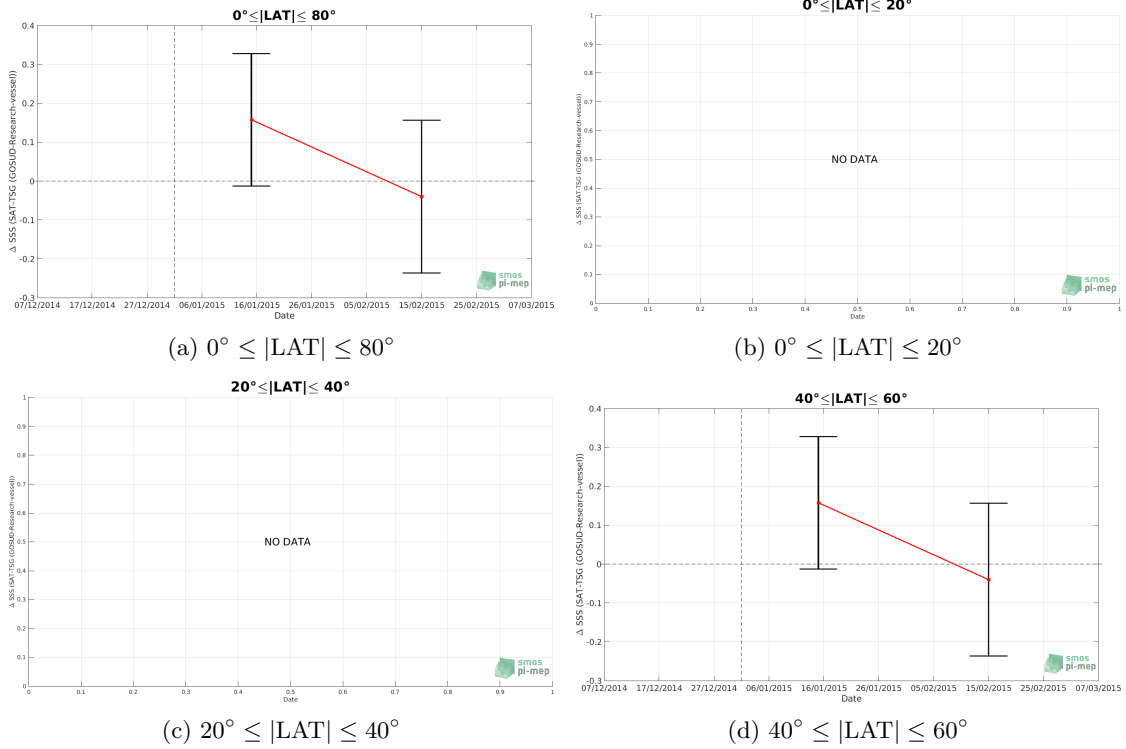 0°≤|LAT|≤ 80°
0.4
0.3
0.2
0.1
0
-0.1
-0.2
-0.3
Δ SSS (SAT-TSG (GOSUD-Research-vessel))
07/12/2014 17/12/2014 27/12/2014 06/01/2015 16/01/2015 26/01/2015 05/02/2015 15/02/2015 25/02/2015 07/03/2015
Date
smos
pi-mep
(a) 0° ≤ |LAT| ≤ 80°
0°≤|LAT|≤ 20°
1
0.9
0.8
0.7
0.6
0.5
0.4
0.3
0.2
0.1
0
Δ SSS (SAT-TSG (GOSUD-Research-vessel))
NO DATA
0 0.1 0.2 0.3 0.4 0.5 0.6 0.7 0.8 0.9 1
Date
smos
pi-mep
(b) 0° ≤ |LAT| ≤ 20°
20°≤|LAT|≤ 40°
1
0.9
0.8
0.7
0.6
0.5
0.4
0.3
0.2
0.1
0
Δ SSS (SAT-TSG (GOSUD-Research-vessel))
NO DATA
0 0.1 0.2 0.3 0.4 0.5 0.6 0.7 0.8 0.9 1
Date
smos
pi-mep
(c) 20° ≤ |LAT| ≤ 40°
40°≤|LAT|≤ 60°
0.4
0.3
0.2
0.1
0
-0.1
-0.2
-0.3
Δ SSS (SAT-TSG (GOSUD-Research-vessel))
07/12/2014 17/12/2014 27/12/2014 06/01/2015 16/01/2015 26/01/2015 05/02/2015 15/02/2015 25/02/2015 07/03/2015
Date
smos
pi-mep
(d) 40° ≤ |LAT| ≤ 60°